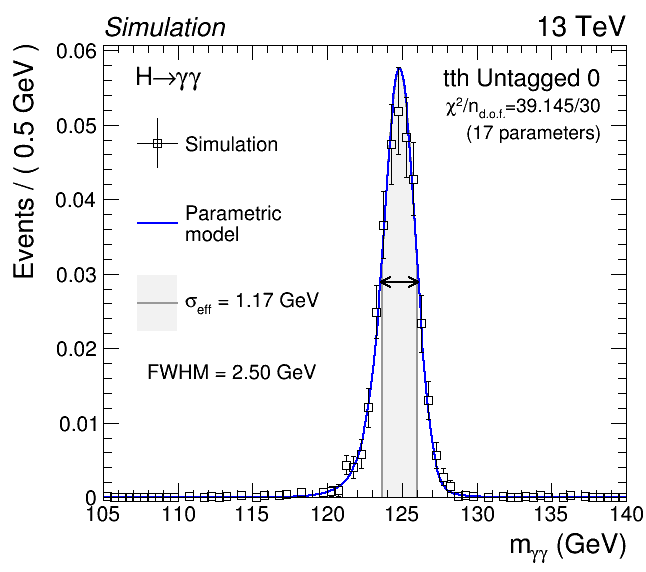 Simulation 13 TeV
H→γγ
tth Untagged 0
χ²/n_d.o.f.=39.145/30
(17 parameters)
Simulation
Parametric
model
σ_eff = 1.17 GeV
FWHM = 2.50 GeV
Events / ( 0.5 GeV )
0.06
0.05
0.04
0.03
0.02
0.01
0
105 110 115 120 125 130 135 140
m_γγ (GeV)